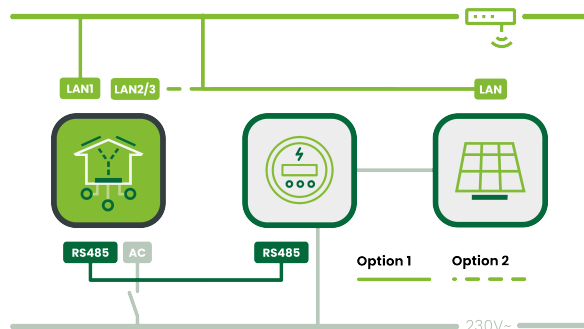 LAN1
LAN2/3
LAN
RS485
AC
RS485
Option 1
Option 2
230V~